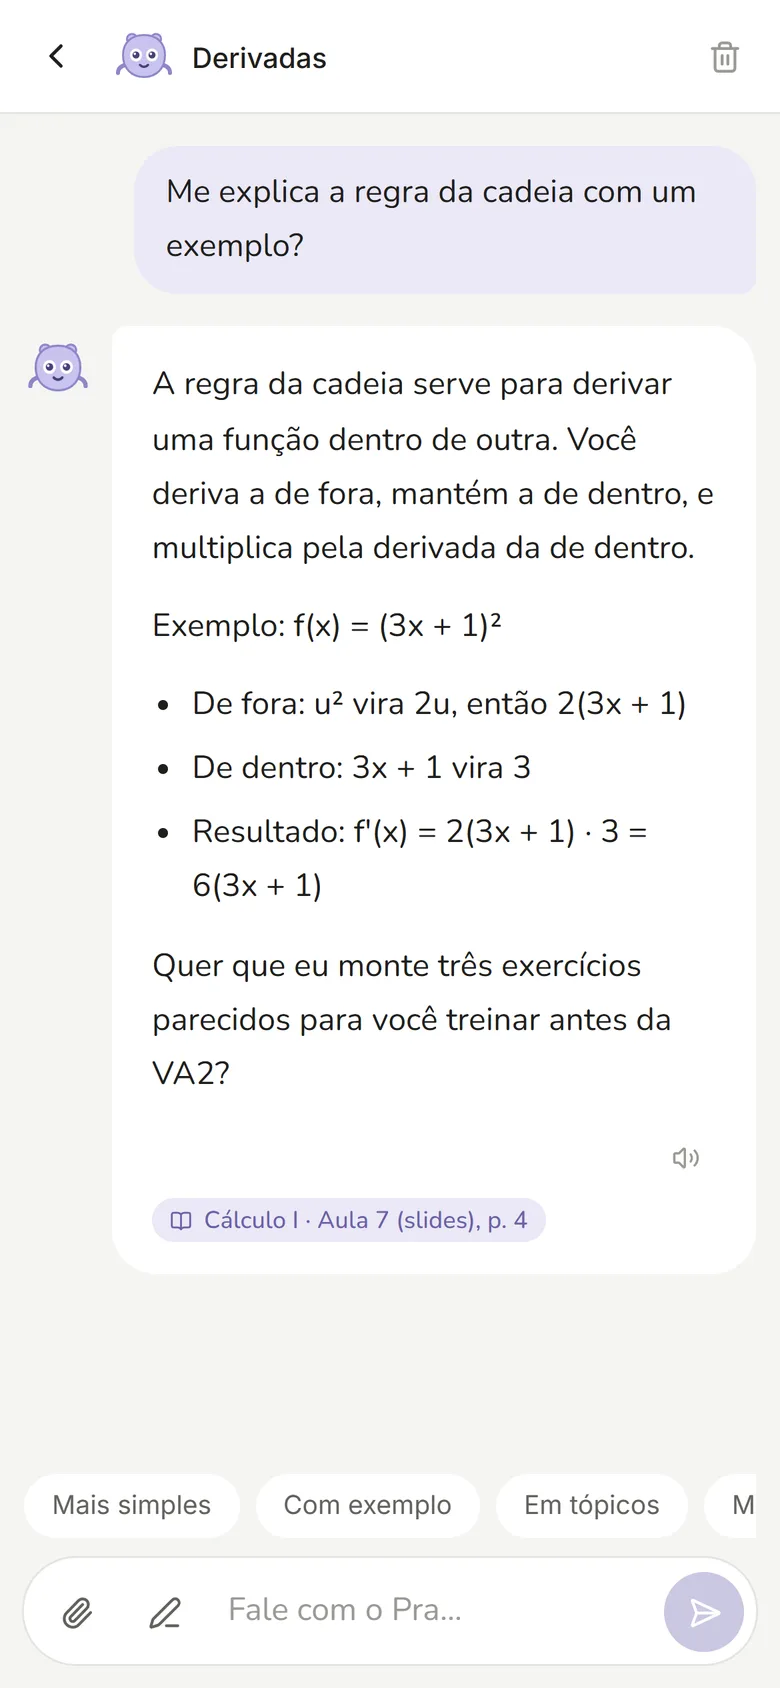 Derivadas
Me explica a regra da cadeia com um
exemplo?
A regra da cadeia serve para derivar
uma função dentro de outra. Você
deriva a de fora, mantém a de dentro, e
multiplica pela derivada da de dentro.
Exemplo: f(x) = (3x + 1)²
• De fora: u² vira 2u, então 2(3x + 1)
• De dentro: 3x + 1 vira 3
• Resultado: f'(x) = 2(3x + 1) · 3 =
6(3x + 1)
Quer que eu monte três exercícios
parecidos para você treinar antes da
VA2?
Cálculo I · Aula 7 (slides), p. 4
Mais simples
Com exemplo
Em tópicos
M
Fale com o Pra...